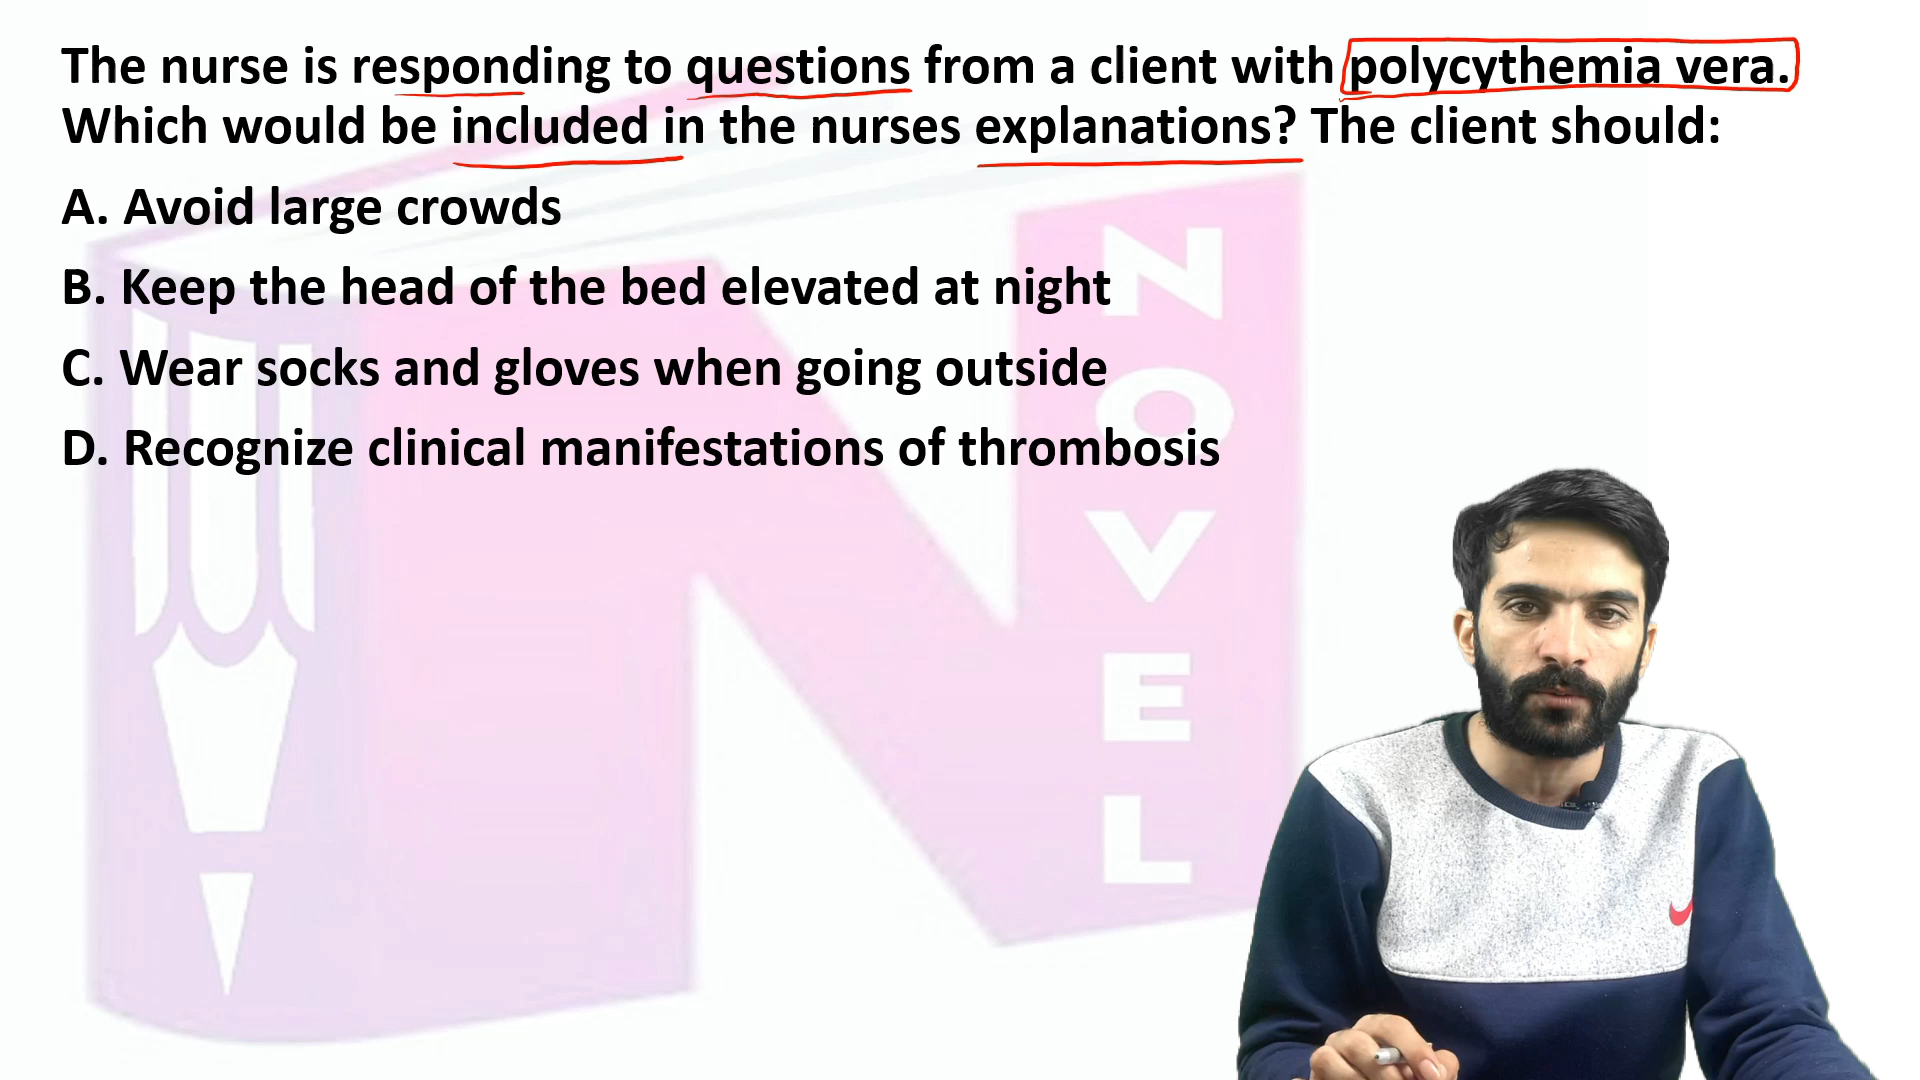 The nurse is responding to questions from a client with polycythemia vera.
Which would be included in the nurses explanations? The client should:
A. Avoid large crowds
B. Keep the head of the bed elevated at night
C. Wear socks and gloves when going outside
D. Recognize clinical manifestations of thrombosis
NOVEL